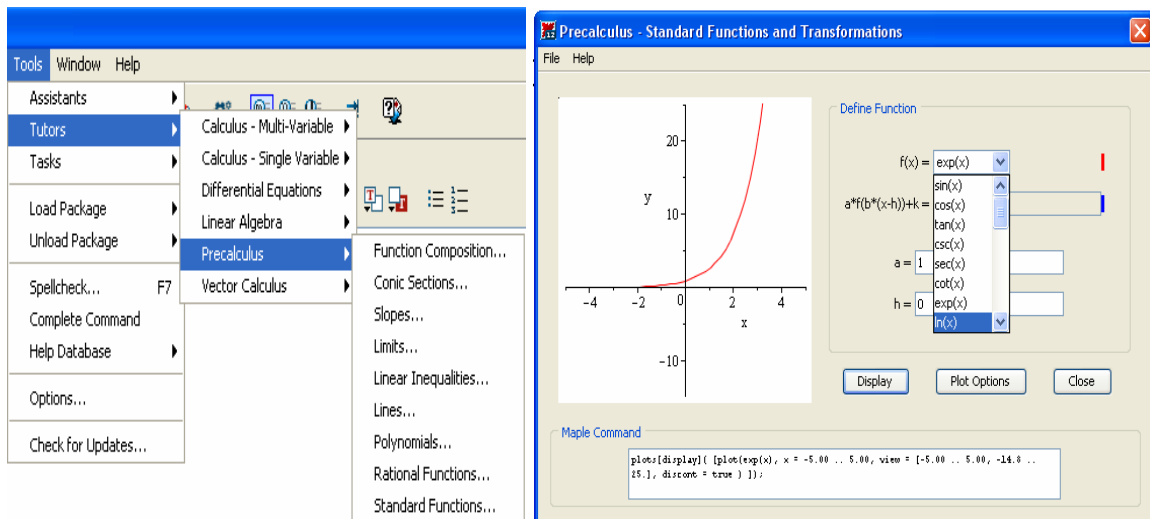 Tools Window Help
Assistants
Tutors
Tasks
Load Package
Unload Package
Spellcheck... F7
Complete Command
Help Database
Options...
Check for Updates...
Calculus - Multi-Variable
Calculus - Single Variable
Differential Equations
Linear Algebra
Precalculus
Vector Calculus
Function Composition...
Conic Sections...
Slopes...
Limits...
Linear Inequalities...
Lines...
Polynomials...
Rational Functions...
Standard Functions...
Precalculus - Standard Functions and Transformations
File Help
20
y
10
-4 -2 0 2 4
x
-10
Define Function
f(x) = exp(x)
sin(x)
a*f(b*(x-h))+k = cos(x)
tan(x)
csc(x)
a = 1 sec(x)
cot(x)
h = 0 exp(x)
ln(x)
Display Plot Options Close
Maple Command
plots[display]( [plot(exp(x), x = -5.00 .. 5.00, view = [-5.00 .. 5.00, -14.8 ..
25.], discont = true ) ]);